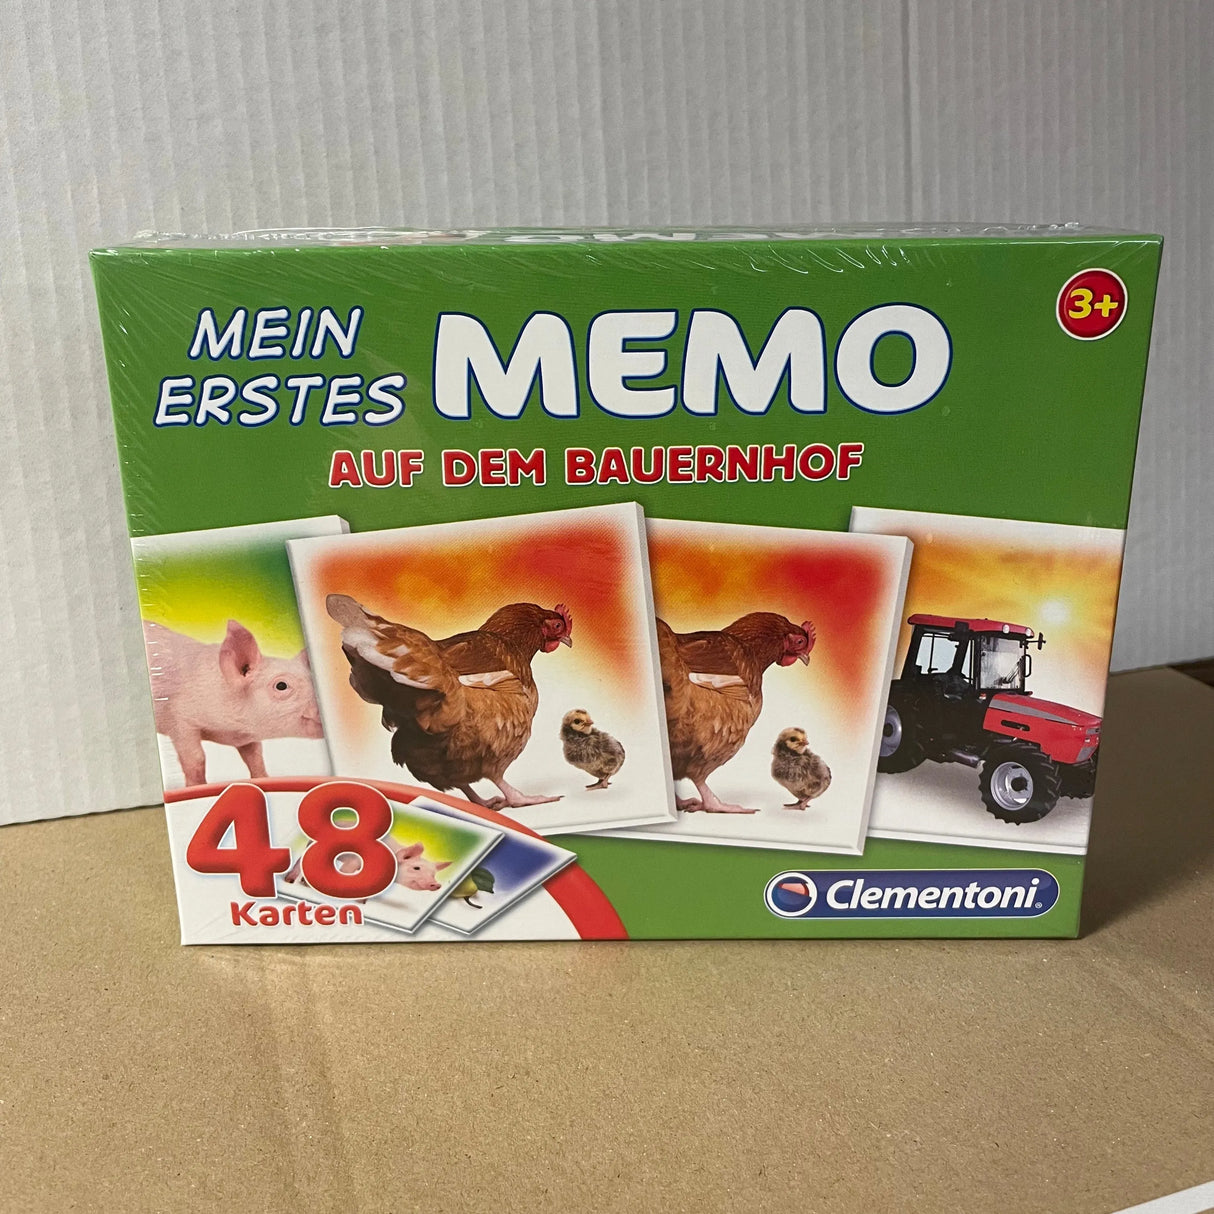 MEIN
ERSTES
MEMO
3+
AUF DEM BAUERNHOF
48
Karten
Clementoni®